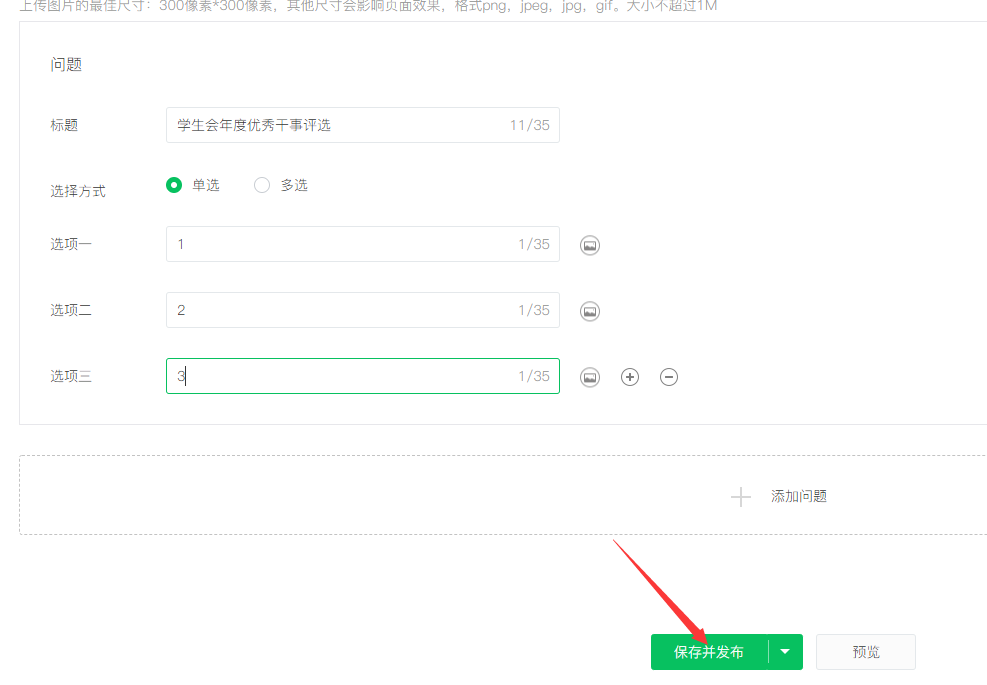 上传图片的最佳尺寸：300像素*300像素，其他尺寸会影响页面效果，格式png，jpeg，jpg，gif。大小不超过1M
问题
标题 学生会年度优秀干事评选 11/35
选择方式 单选 多选
选项一 1 1/35
选项二 2 1/35
选项三 3 1/35
添加问题
保存并发布 预览